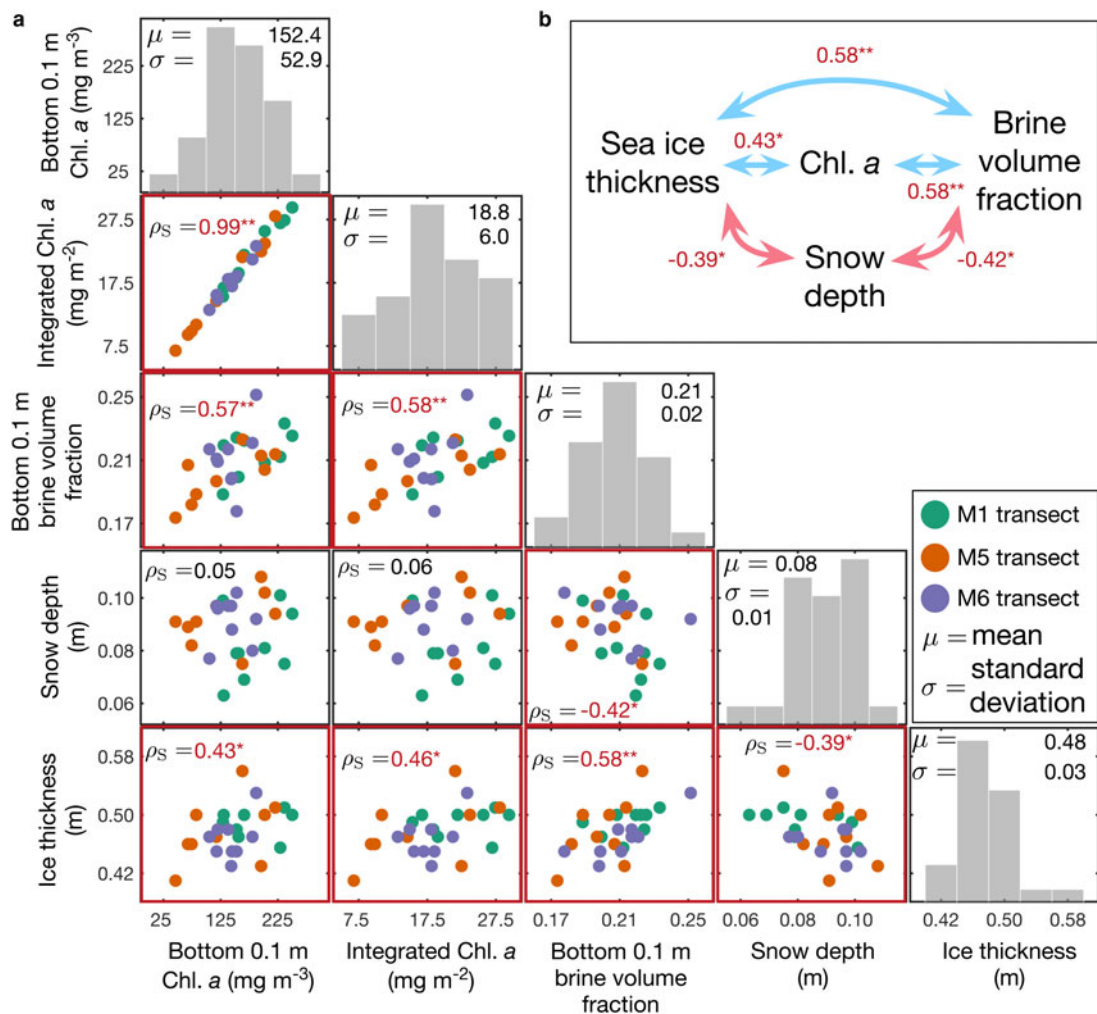 a
Bottom 0.1 m
Chl. a (mg m-3)
225
125
25
μ = 152.4
σ = 52.9
b
0.58**
Sea ice
thickness
0.43*
Chl. a
Brine
volume
fraction
0.58**
-0.39*
Snow
depth
-0.42*
Integrated Chl. a
(mg m-2)
27.5
17.5
7.5
ρS = 0.99**
μ = 18.8
σ = 6.0
Bottom 0.1 m
brine volume
fraction
0.25
0.21
0.17
ρS = 0.57**
ρS = 0.58**
μ = 0.21
σ = 0.02
Snow depth
(m)
0.10
0.08
0.06
ρS = 0.05
ρS = 0.06
ρS = -0.42*
μ = 0.08
σ =
0.01
M1 transect
M5 transect
M6 transect
μ = mean
σ = standard
deviation
Ice thickness
(m)
0.58
0.50
0.42
ρS = 0.43*
ρS = 0.46*
ρS = 0.58**
ρS = -0.39*
μ = 0.48
σ = 0.03
25 125 225
7.5 17.5 27.5
0.17 0.21 0.25
0.06 0.08 0.10
0.42 0.50 0.58
Bottom 0.1 m
Chl. a (mg m-3)
Integrated Chl. a
(mg m-2)
Bottom 0.1 m
brine volume
fraction
Snow depth
(m)
Ice thickness
(m)